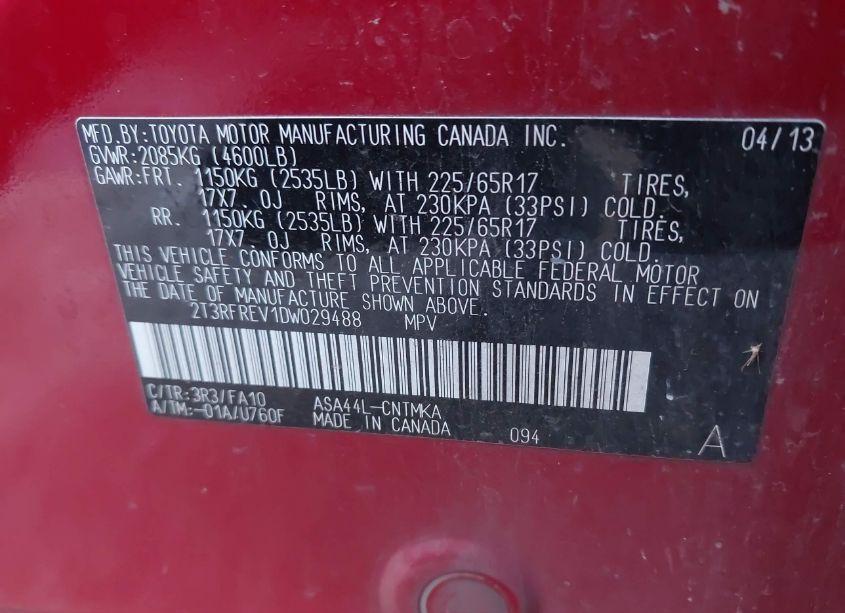 MFD.BY:TOYOTA MOTOR MANUFACTURING CANADA INC. 04/13
GVWR:2085KG (4600LB)
GAWR:FRT. 1150KG (2535LB) WITH 225/65R17 TIRES,
17X7.0J RIMS, AT 230KPA (33PSI) COLD.
RR. 1150KG (2535LB) WITH 225/65R17 TIRES,
17X7.0J RIMS, AT 230KPA (33PSI) COLD.
THIS VEHICLE CONFORMS TO ALL APPLICABLE FEDERAL MOTOR
VEHICLE SAFETY AND THEFT PREVENTION STANDARDS IN EFFECT ON
THE DATE OF MANUFACTURE SHOWN ABOVE.
2T3RFREV1DW029488 MPV
C/TR:3R3/FA10 ASA44L-CNTMKA
A/TM:-01A/U760F MADE IN CANADA 094 A